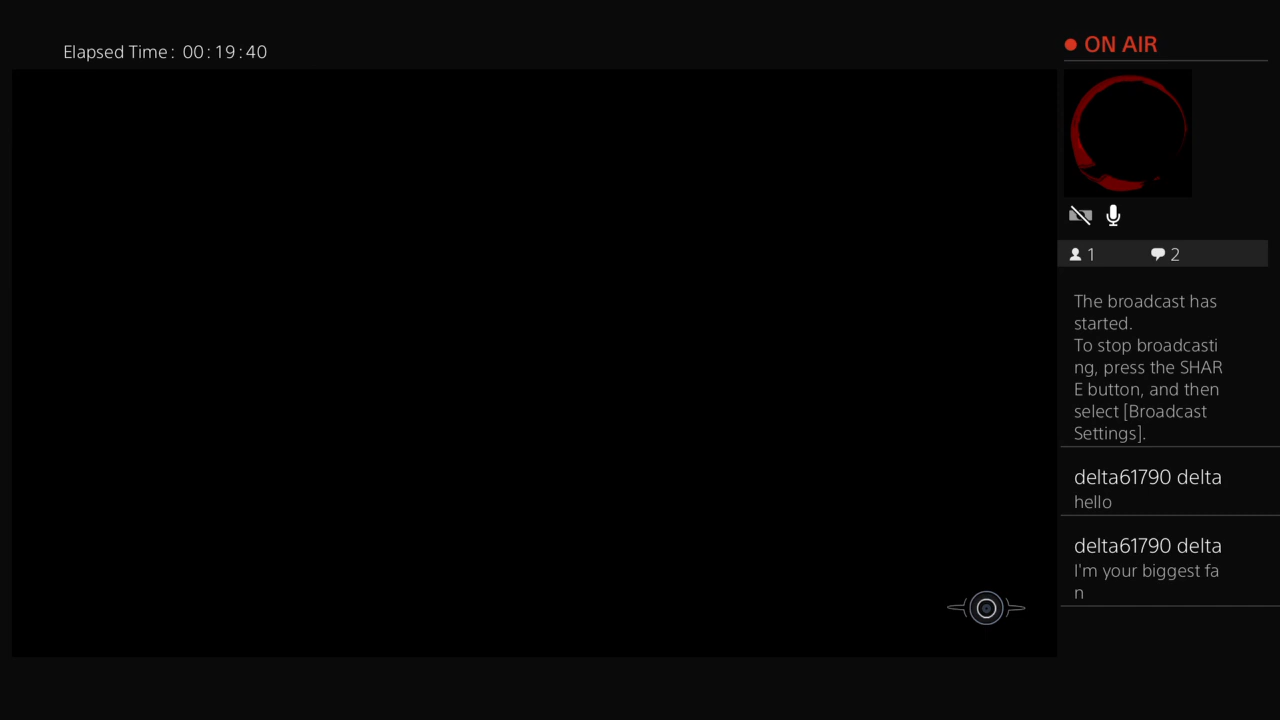 Elapsed Time: 00:19:40
ON AIR
1
2
The broadcast has
started.
To stop broadcasti
ng, press the SHAR
E button, and then
select [Broadcast
Settings].
delta61790 delta
hello
delta61790 delta
I'm your biggest fa
n